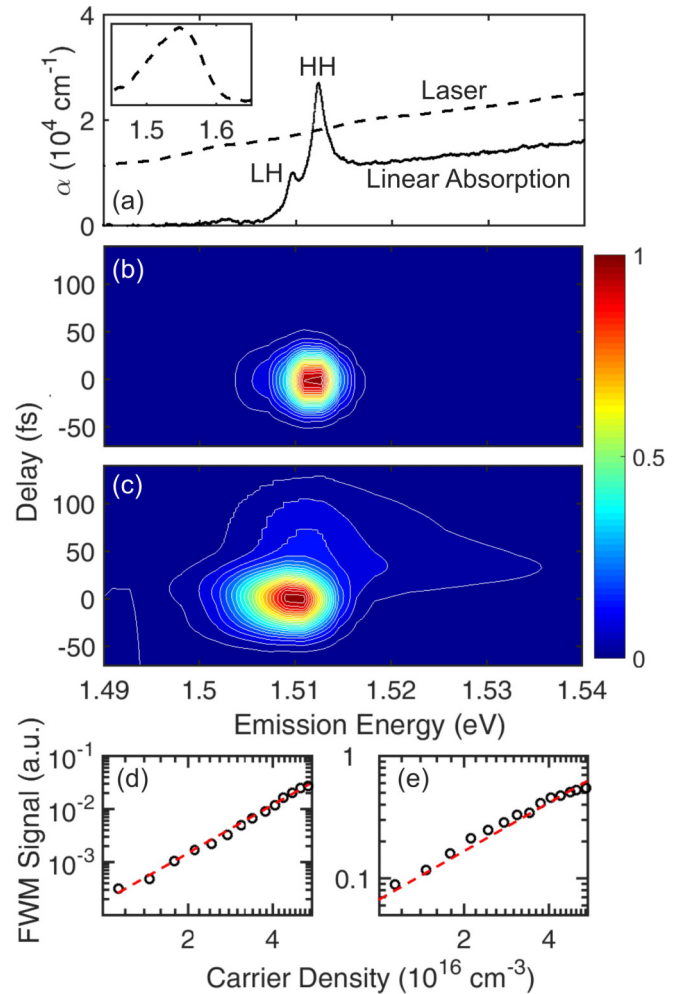 4
2
0
α (10⁴ cm⁻¹)
1.5 1.6
HH
LH
Laser
Linear Absorption
(a)
(b)
100
50
0
-50
(c)
100
50
0
-50
Delay (fs)
1
0.5
0
1.49 1.5 1.51 1.52 1.53 1.54
Emission Energy (eV)
FWM Signal (a.u.)
10⁻¹
10⁻²
10⁻³
(d)
2 4
1
0.1
(e)
2 4
Carrier Density (10¹⁶ cm⁻³)